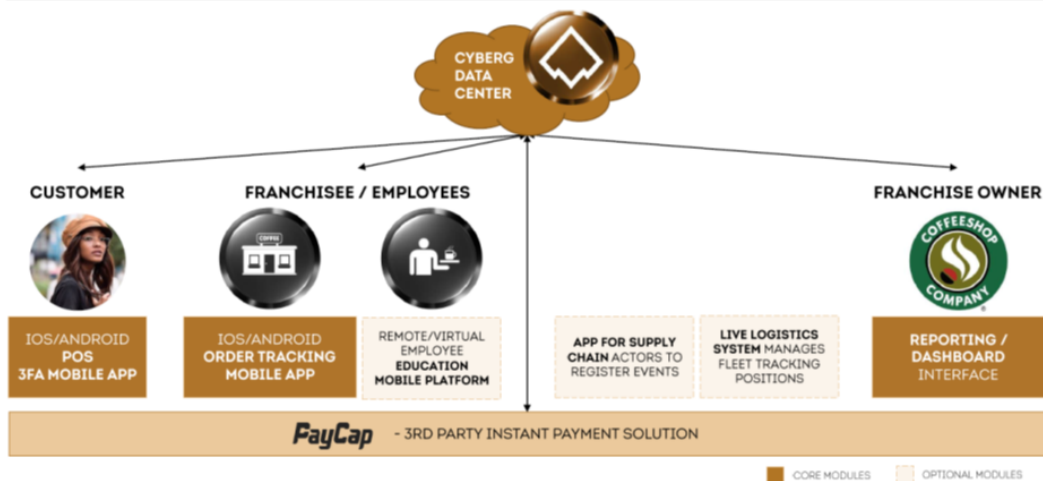 CYBERG
DATA
CENTER
CUSTOMER
FRANCHISEE / EMPLOYEES
FRANCHISE OWNER
COFFEE
COFFEESHOP
COMPANY
®
IOS/ANDROID
POS
3FA MOBILE APP
IOS/ANDROID
ORDER TRACKING
MOBILE APP
REMOTE/VIRTUAL
EMPLOYEE
EDUCATION
MOBILE PLATFORM
APP FOR SUPPLY
CHAIN ACTORS TO
REGISTER EVENTS
LIVE LOGISTICS
SYSTEM MANAGES
FLEET TRACKING
POSITIONS
REPORTING /
DASHBOARD
INTERFACE
PayCap - 3RD PARTY INSTANT PAYMENT SOLUTION
CORE MODULES
OPTIONAL MODULES